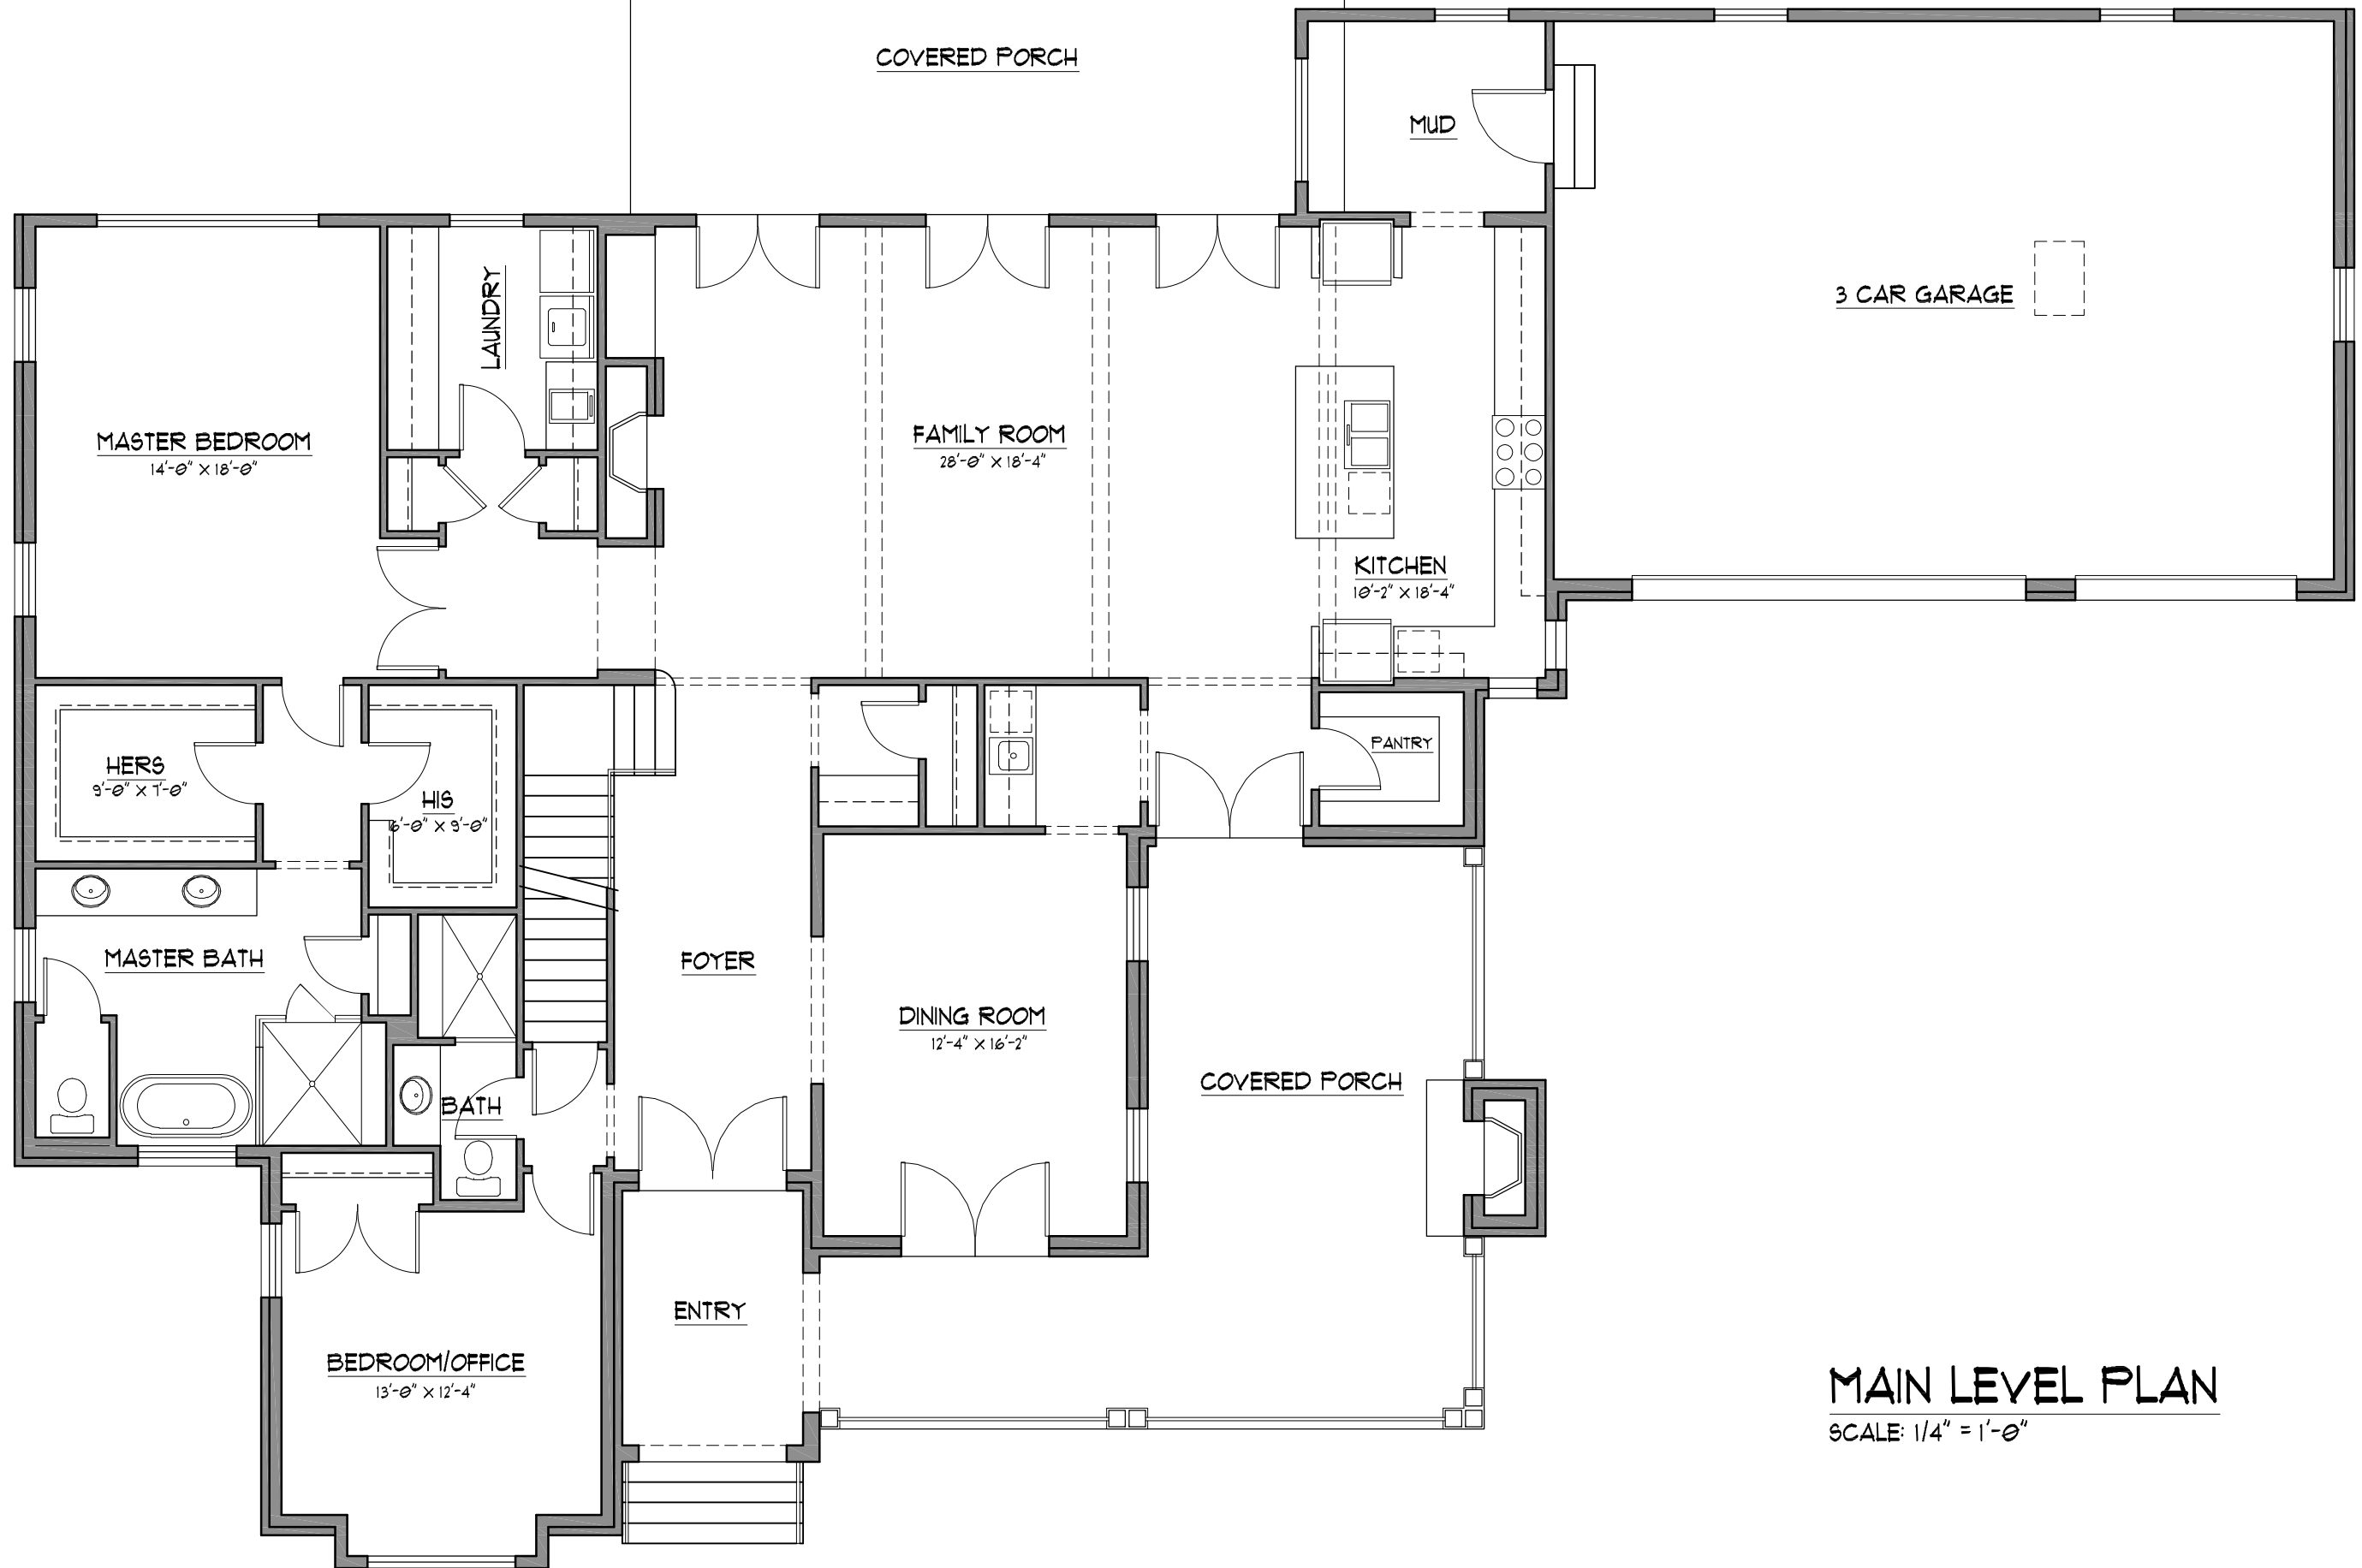 COVERED PORCH
MUD
3 CAR GARAGE
LAUNDRY
MASTER BEDROOM
14'-0" X 18'-0"
FAMILY ROOM
28'-0" X 18'-4"
KITCHEN
10'-2" X 18'-4"
PANTRY
HERS
9'-0" X 7'-0"
HIS
6'-0" X 9'-0"
MASTER BATH
FOYER
DINING ROOM
12'-4" X 16'-2"
COVERED PORCH
BATH
ENTRY
BEDROOM/OFFICE
13'-0" X 12'-4"
MAIN LEVEL PLAN
SCALE: 1/4" = 1'-0"